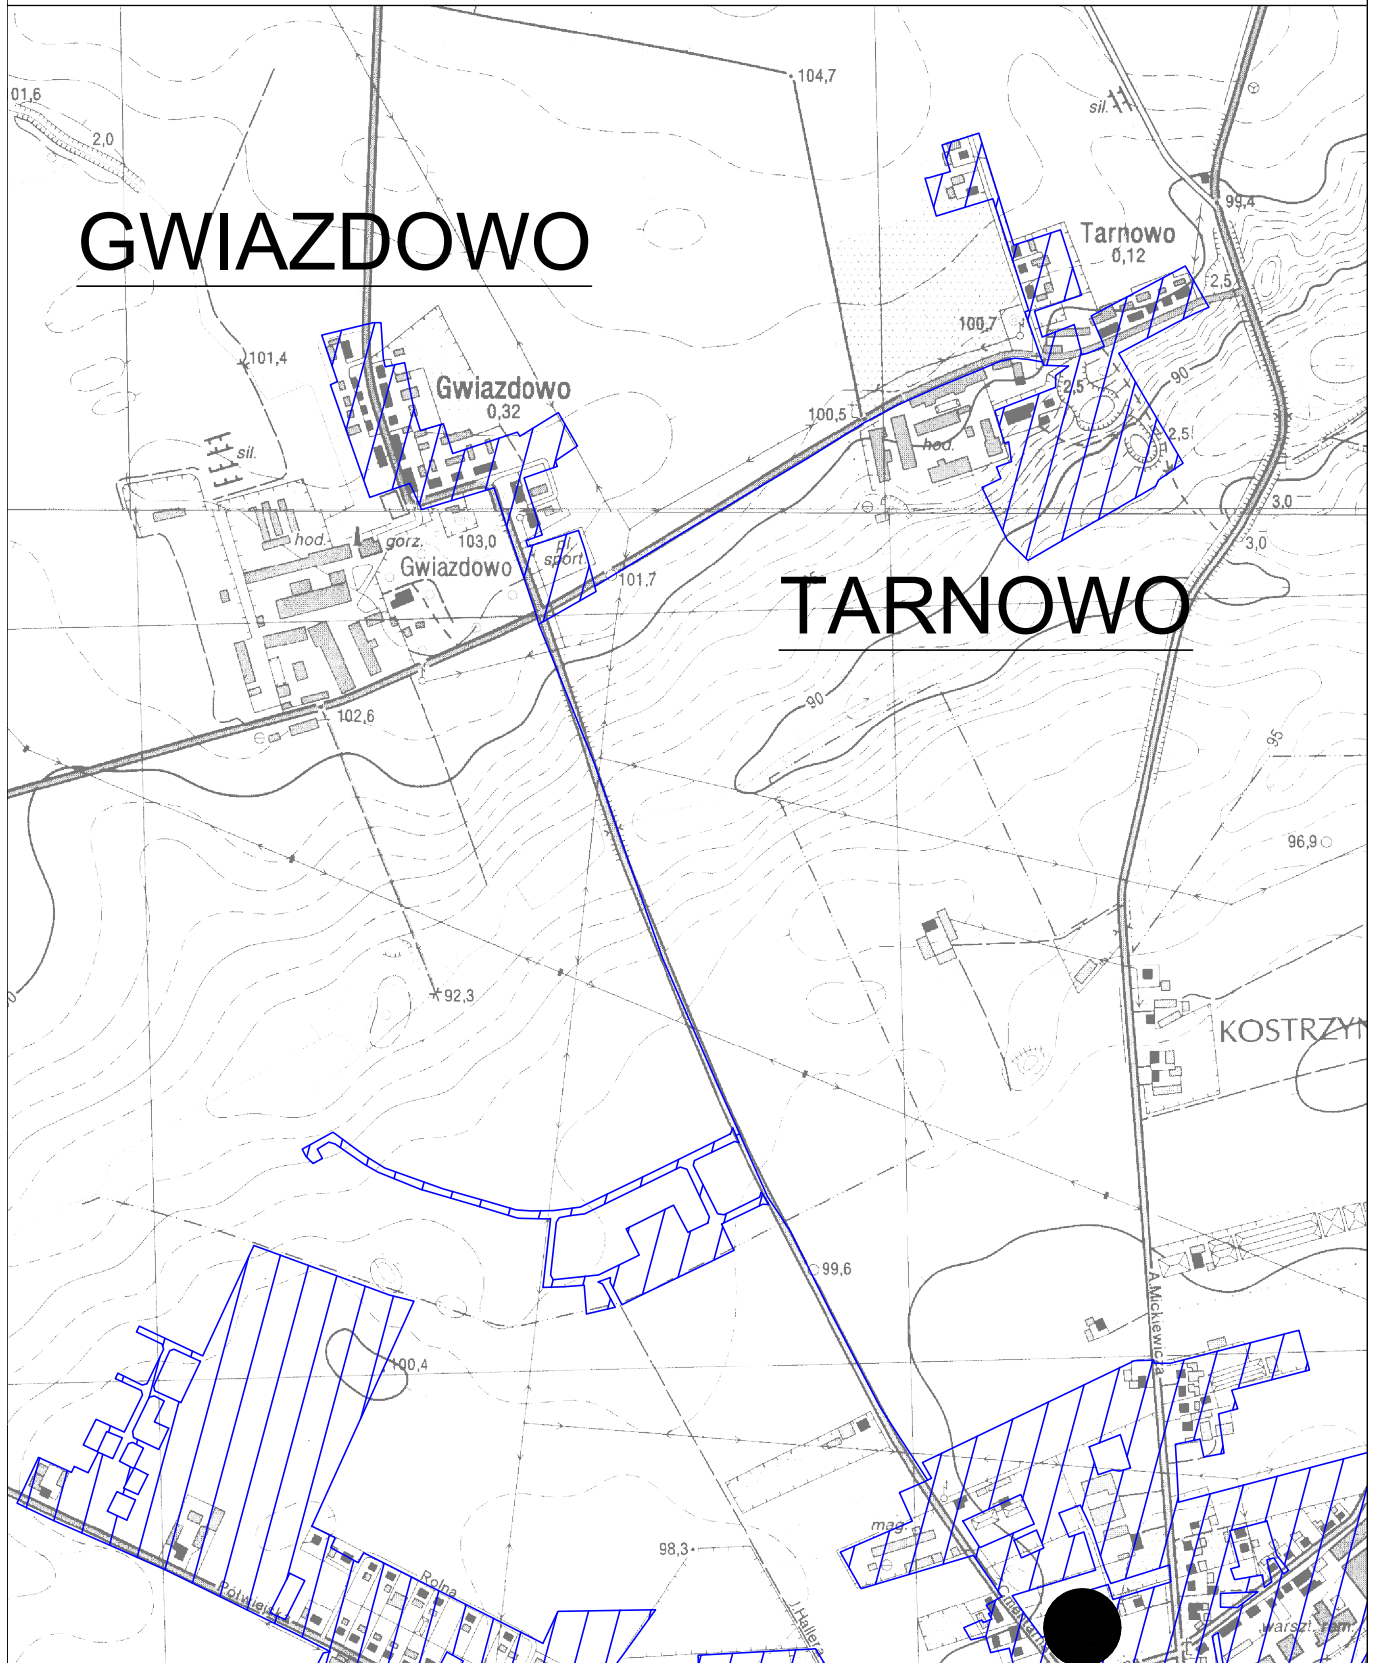 104,7
01,6
sil.
2,0
99,4
GWIAZDOWO
Tarnowo
0,12
2,5
100,7
101,4
90
Gwiazdowo
0,32
2,5
100,5
2,5
hod.
sil.
3,0
hod.
gorz.
103,0
pl.
sport.
3,0
Gwiazdowo
101,7
TARNOWO
90
102,6
95
96,9
92,3
KOSTRZYN
99,6
A.Mickiewicza
100,4
mag.
98,3
Rolna
Półwiejska
J.Hallera
warszt. rem.